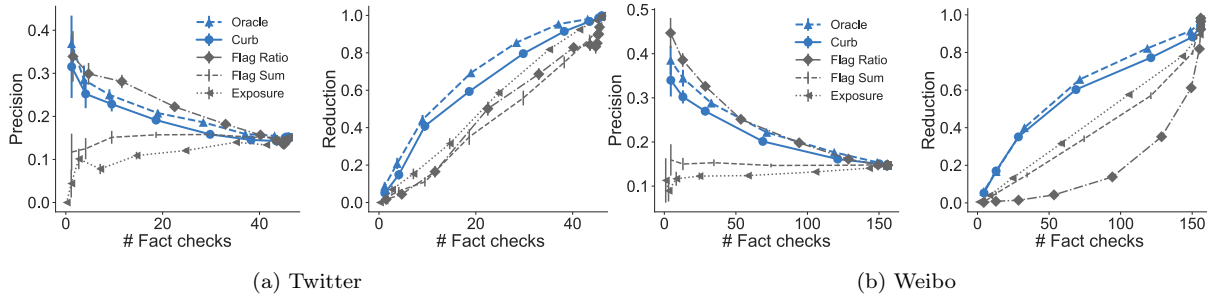 Precision
0.4
0.3
0.2
0.1
0.0
0 20 40
# Fact checks
Oracle
Curb
Flag Ratio
Flag Sum
Exposure
Reduction
1.0
0.8
0.6
0.4
0.2
0.0
0 20 40
# Fact checks
(a) Twitter
Precision
0.5
0.4
0.3
0.2
0.1
0 50 100 150
# Fact checks
Oracle
Curb
Flag Ratio
Flag Sum
Exposure
Reduction
1.0
0.8
0.6
0.4
0.2
0.0
0 50 100 150
# Fact checks
(b) Weibo